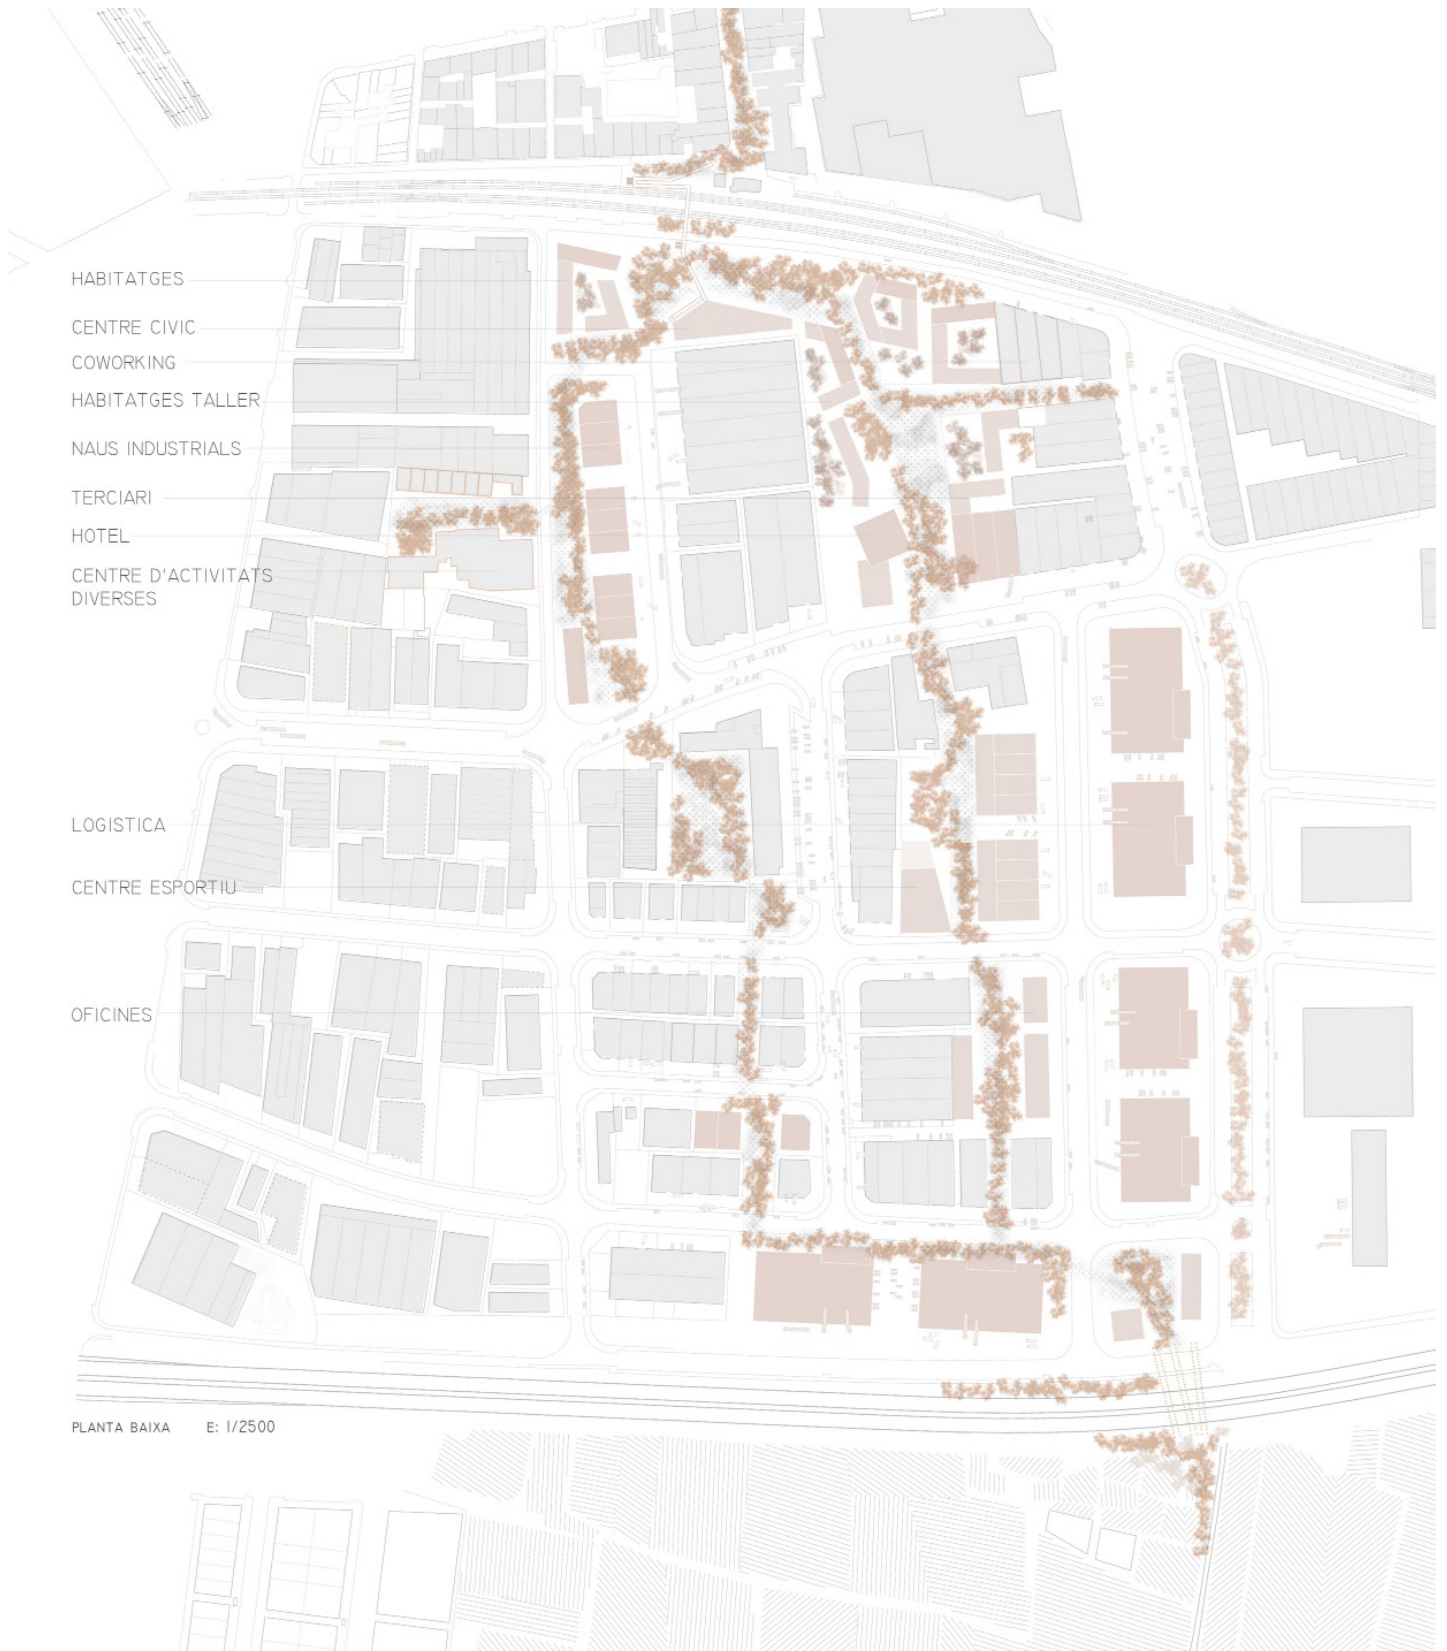 HABITATGES
CENTRE CIVIC
COWORKING
HABITATGES TALLER
NAUS INDUSTRIALS
TERCIARI
HOTEL
CENTRE D'ACTIVITATS
DIVERSES
LOGISTICA
CENTRE ESPORTIU
OFICINES
PLANTA BAIXA E: 1/2500